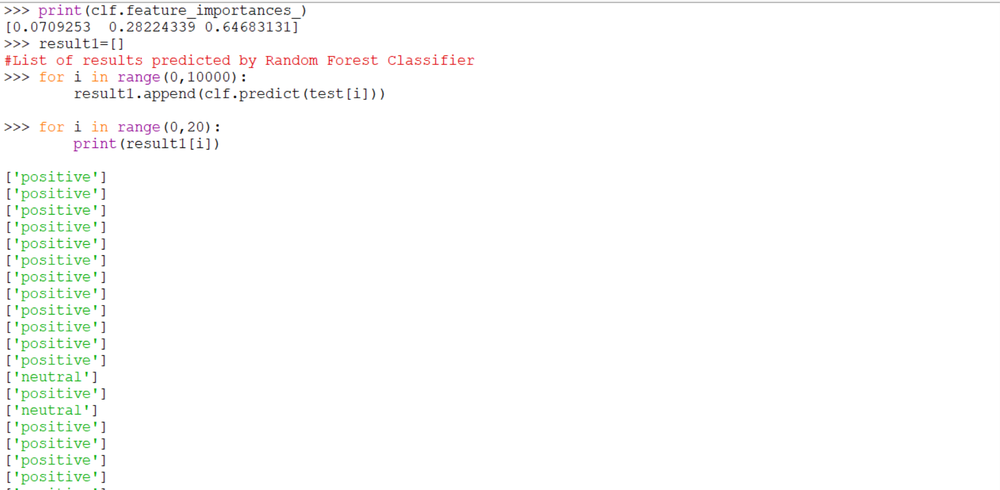 >>> print(clf.feature_importances_)
[0.0709253  0.28224339 0.64683131]
>>> result1=[]
#List of results predicted by Random Forest Classifier
>>> for i in range(0,10000):
        result1.append(clf.predict(test[i]))
>>> for i in range(0,20):
        print(result1[i])
['positive']
['positive']
['positive']
['positive']
['positive']
['positive']
['positive']
['positive']
['positive']
['positive']
['positive']
['positive']
['neutral']
['positive']
['neutral']
['positive']
['positive']
['positive']
['positive']